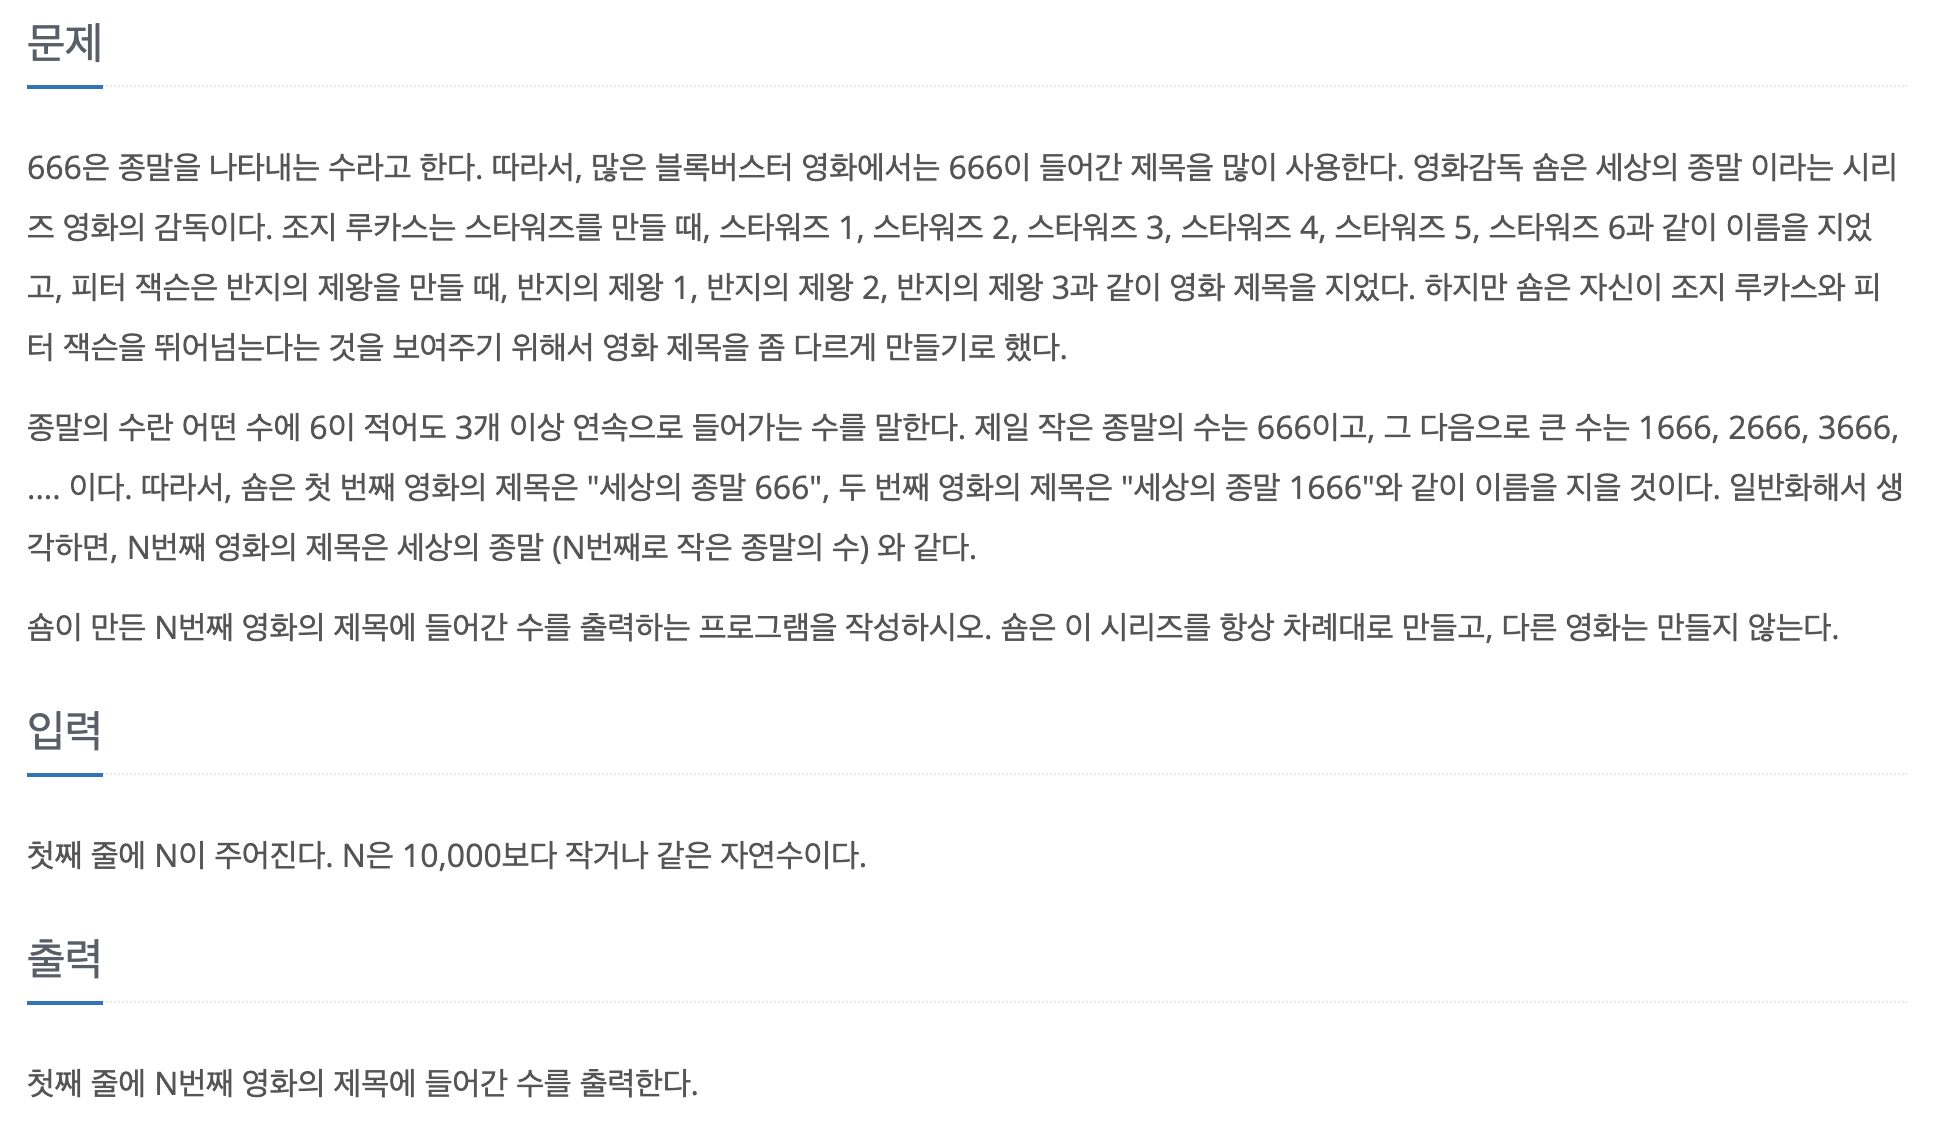 문제
666은 종말을 나타내는 수라고 한다. 따라서, 많은 블록버스터 영화에서는 666이 들어간 제목을 많이 사용한다. 영화감독 숌은 세상의 종말 이라는 시리
즈 영화의 감독이다. 조지 루카스는 스타워즈를 만들 때, 스타워즈 1, 스타워즈 2, 스타워즈 3, 스타워즈 4, 스타워즈 5, 스타워즈 6과 같이 이름을 지었
고, 피터 잭슨은 반지의 제왕을 만들 때, 반지의 제왕 1, 반지의 제왕 2, 반지의 제왕 3과 같이 영화 제목을 지었다. 하지만 숌은 자신이 조지 루카스와 피
터 잭슨을 뛰어넘는다는 것을 보여주기 위해서 영화 제목을 좀 다르게 만들기로 했다.
종말의 수란 어떤 수에 6이 적어도 3개 이상 연속으로 들어가는 수를 말한다. 제일 작은 종말의 수는 666이고, 그 다음으로 큰 수는 1666, 2666, 3666,
.... 이다. 따라서, 숌은 첫 번째 영화의 제목은 "세상의 종말 666", 두 번째 영화의 제목은 "세상의 종말 1666"와 같이 이름을 지을 것이다. 일반화해서 생
각하면, N번째 영화의 제목은 세상의 종말 (N번째로 작은 종말의 수) 와 같다.
숌이 만든 N번째 영화의 제목에 들어간 수를 출력하는 프로그램을 작성하시오. 숌은 이 시리즈를 항상 차례대로 만들고, 다른 영화는 만들지 않는다.
입력
첫째 줄에 N이 주어진다. N은 10,000보다 작거나 같은 자연수이다.
출력
첫째 줄에 N번째 영화의 제목에 들어간 수를 출력한다.